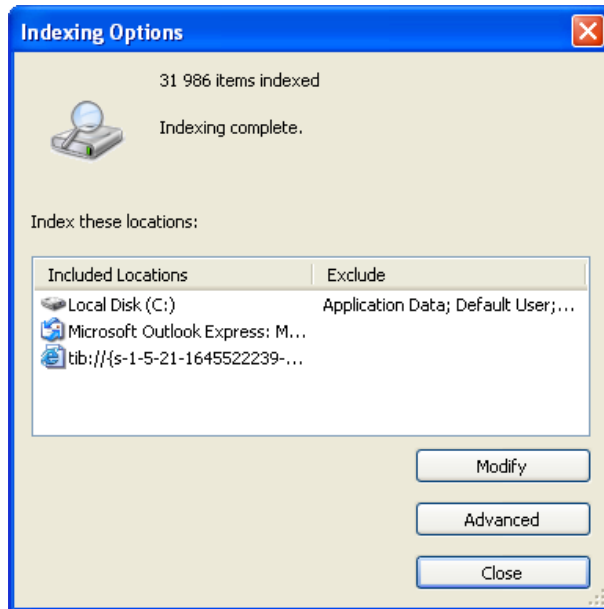 Indexing Options
31 986 items indexed
Indexing complete.
Index these locations:
Included Locations Exclude
Local Disk (C:) Application Data; Default User;...
Microsoft Outlook Express: M...
tib://{s-1-5-21-1645522239-...
Modify
Advanced
Close